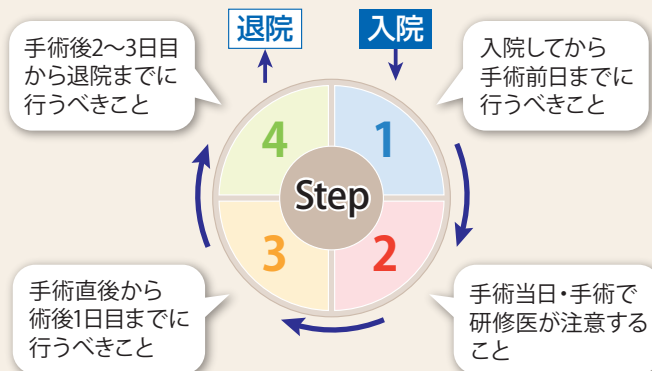 退院
入院
手術後2〜3日目
から退院までに
行うべきこと
入院してから
手術前日までに
行うべきこと
4
1
Step
3
2
手術直後から
術後1日目までに
行うべきこと
手術当日・手術で
研修医が注意する
こと